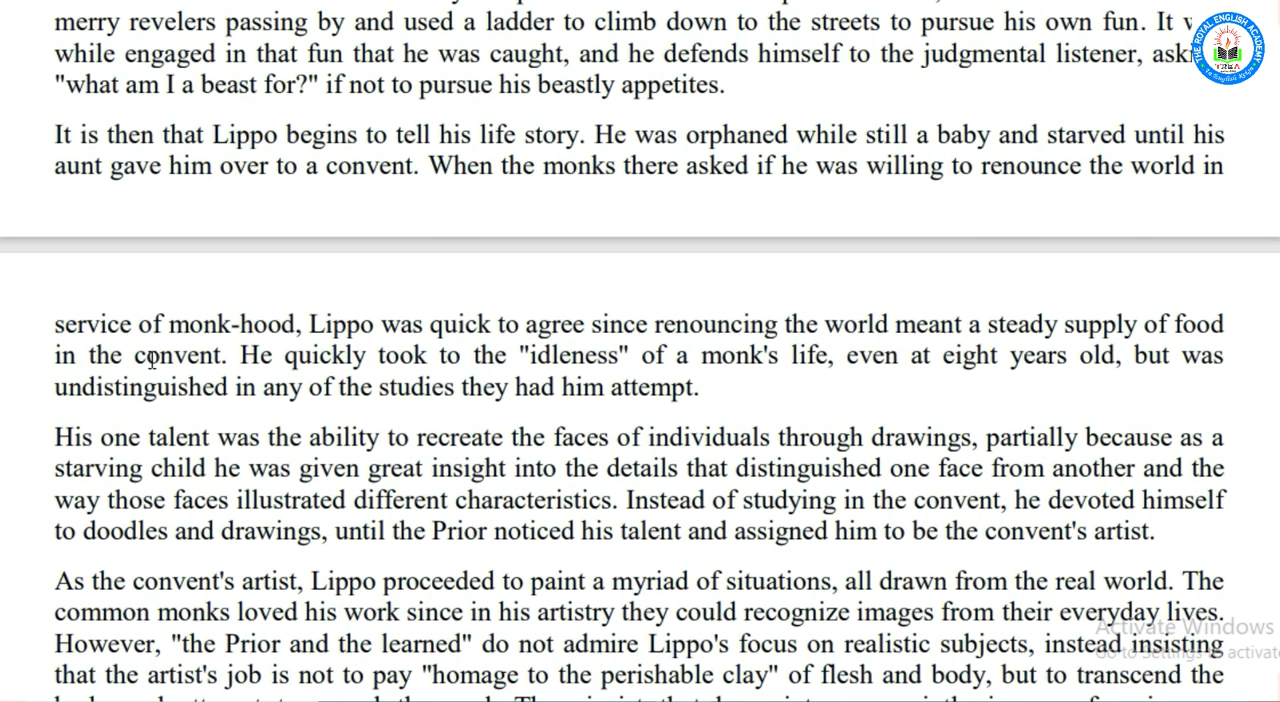 merry revelers passing by and used a ladder to climb down to the streets to pursue his own fun. It
while engaged in that fun that he was caught, and he defends himself to the judgmental listener,
"what am I a beast for?" if not to pursue his beastly appetites.
THE ROYAL ENGLISH ACADEMY
TREA
It is then that Lippo begins to tell his life story. He was orphaned while still a baby and starved until his
aunt gave him over to a convent. When the monks there asked if he was willing to renounce the world in
service of monk-hood, Lippo was quick to agree since renouncing the world meant a steady supply of food
in the convent. He quickly took to the "idleness" of a monk's life, even at eight years old, but was
undistinguished in any of the studies they had him attempt.
His one talent was the ability to recreate the faces of individuals through drawings, partially because as a
starving child he was given great insight into the details that distinguished one face from another and the
way those faces illustrated different characteristics. Instead of studying in the convent, he devoted himself
to doodles and drawings, until the Prior noticed his talent and assigned him to be the convent's artist.
As the convent's artist, Lippo proceeded to paint a myriad of situations, all drawn from the real world. The
common monks loved his work since in his artistry they could recognize images from their everyday lives.
However, "the Prior and the learned" do not admire Lippo's focus on realistic subjects, instead insisting
that the artist's job is not to pay "homage to the perishable clay" of flesh and body, but to transcend the
Activate Windows
Go to Settings to activat